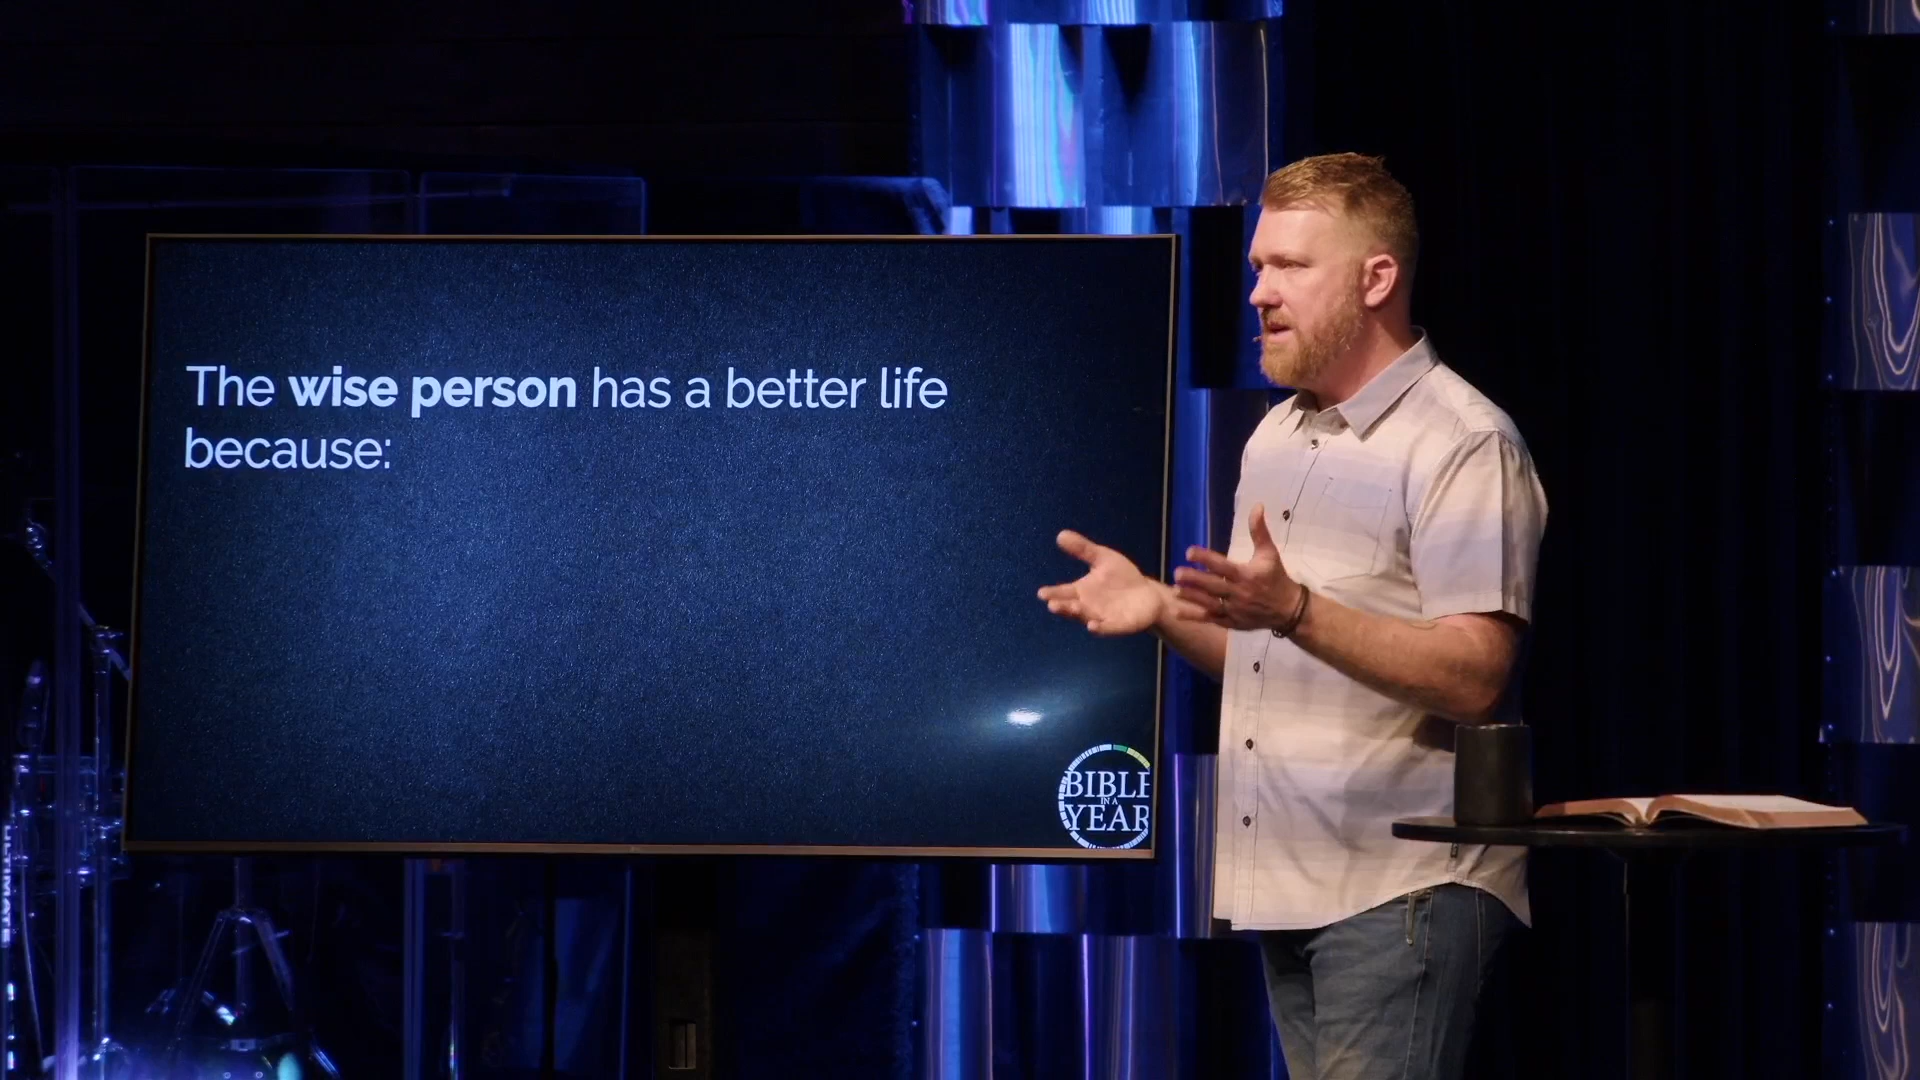 The wise person has a better life
because:
BIBLE
IN A
YEAR